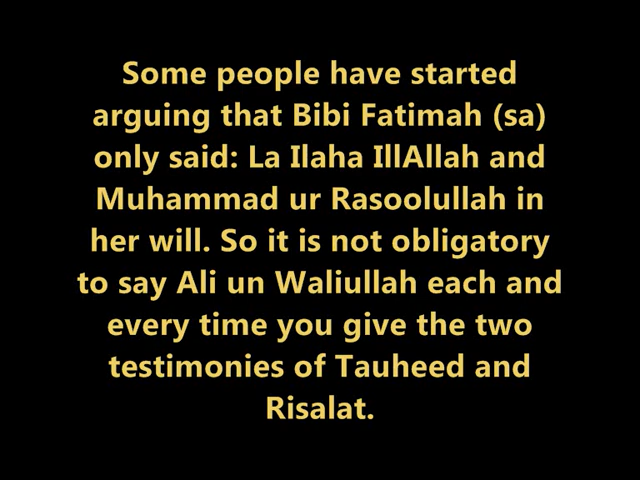 Some people have started
arguing that Bibi Fatimah (sa)
only said: La Ilaha IllAllah and
Muhammad ur Rasoolullah in
her will. So it is not obligatory
to say Ali un Waliullah each and
every time you give the two
testimonies of Tauheed and
Risalat.